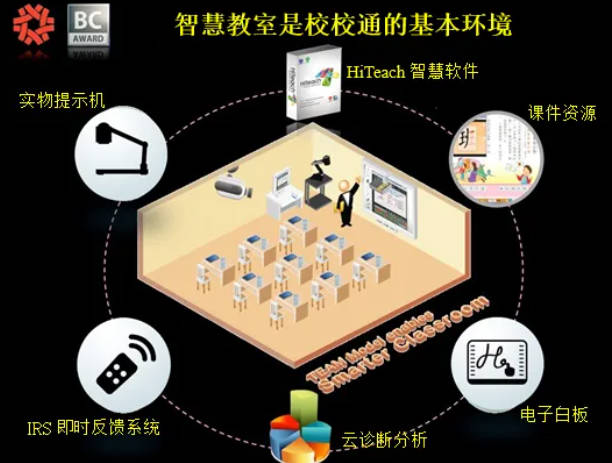 智慧教室是校校通的基本环境
BC
AWARD
HiTeach 智慧软件
HiTeach
实物提示机
课件资源
TEAM Model enables
Smarter Classroom
IRS 即时反馈系统
电子白板
云诊断分析